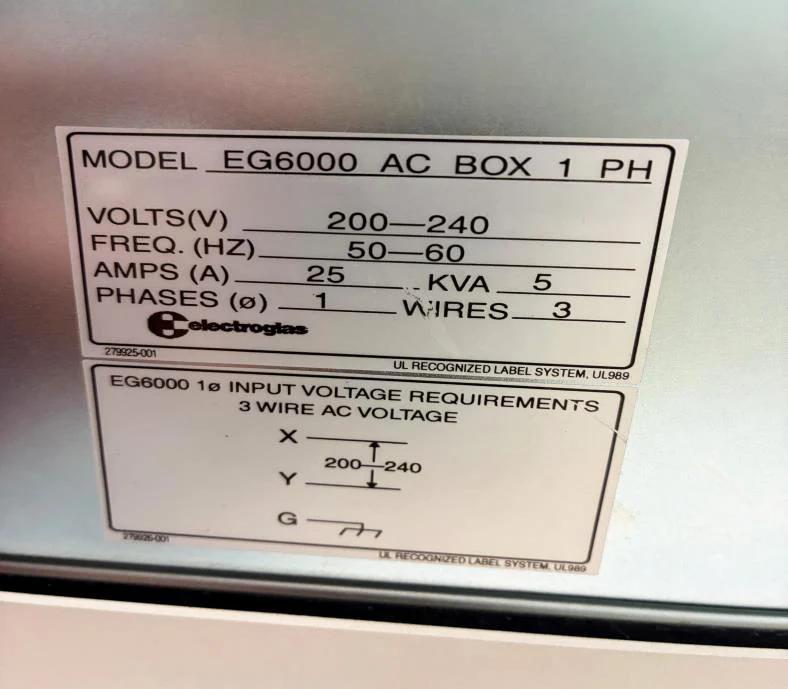 MODEL EG6000 AC BOX 1 PH
VOLTS(V) 200—240
FREQ. (HZ) 50—60
AMPS (A) 25 KVA 5
PHASES (ø) 1 WIRES 3
electroglas
279925-001
UL RECOGNIZED LABEL SYSTEM, UL989
EG6000 1ø INPUT VOLTAGE REQUIREMENTS
3 WIRE AC VOLTAGE
X
200—240
Y
G
279926-001
UL RECOGNIZED LABEL SYSTEM, UL989